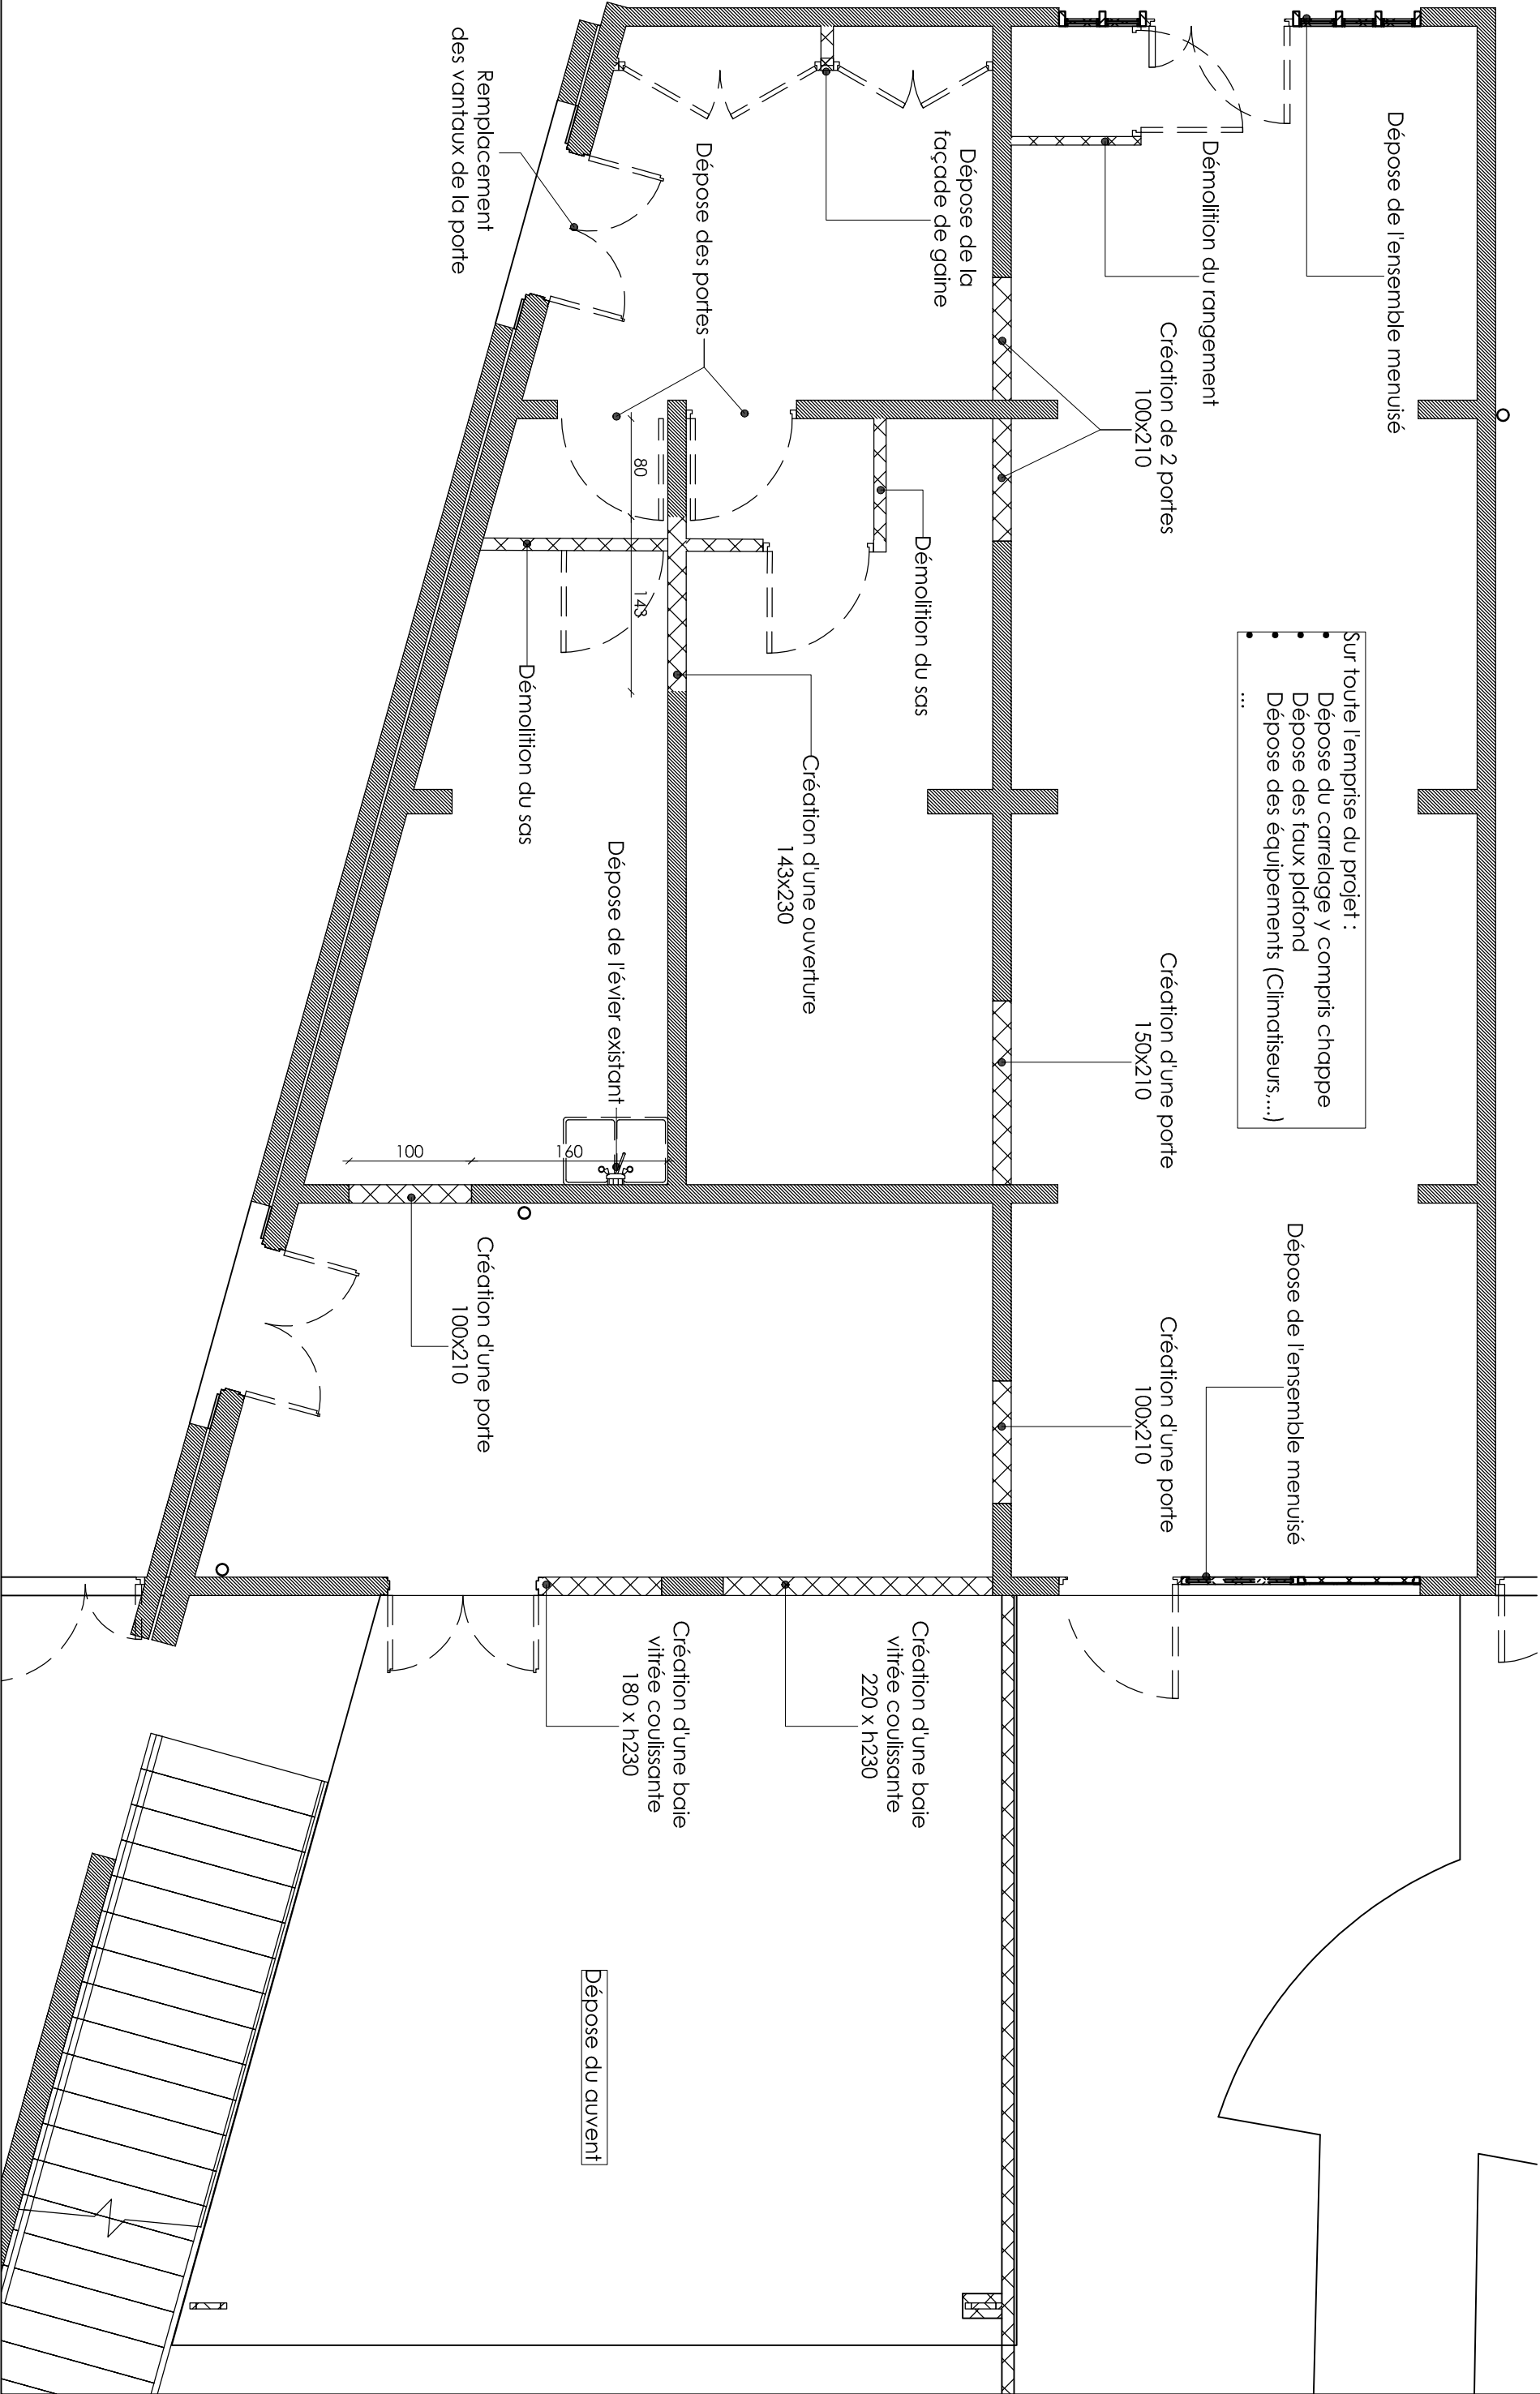 Dépose de l'ensemble menuisé
Démolition du rangement
Création de 2 portes
100x210
Sur toute l'emprise du projet :
Dépose du carrelage y compris chappe
Dépose des faux plafond
Dépose des équipements (Climatiseurs,...)
...
Création d'une porte
150x210
Dépose de l'ensemble menuisé
Création d'une porte
100x210
Dépose de la
façade de gaine
Dépose des portes
Remplacement
des vantaux de la porte
80
143
Démolition du sas
Démolition du sas
Création d'une ouverture
143x230
Dépose de l'évier existant
100
160
Création d'une porte
100x210
Création d'une baie
vitrée coulissante
220 x h230
Création d'une baie
vitrée coulissante
180 x h230
Dépose du auvent